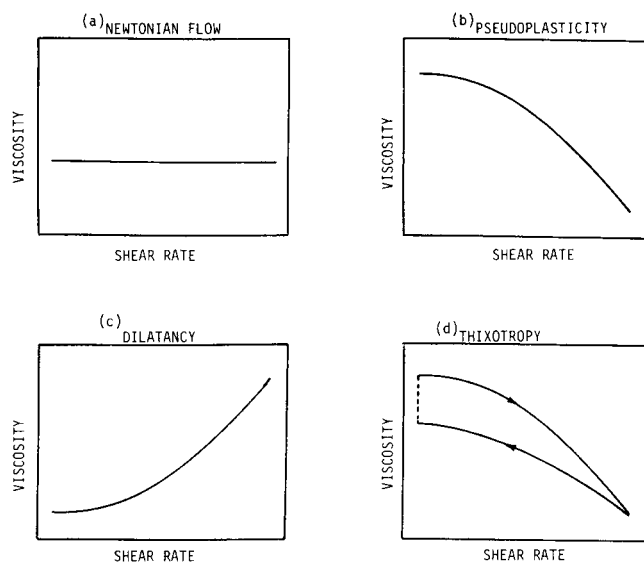 (a) NEWTONIAN FLOW
VISCOSITY
SHEAR RATE
(b) PSEUDOPLASTICITY
VISCOSITY
SHEAR RATE
(c) DILATANCY
VISCOSITY
SHEAR RATE
(d) THIXOTROPY
VISCOSITY
SHEAR RATE